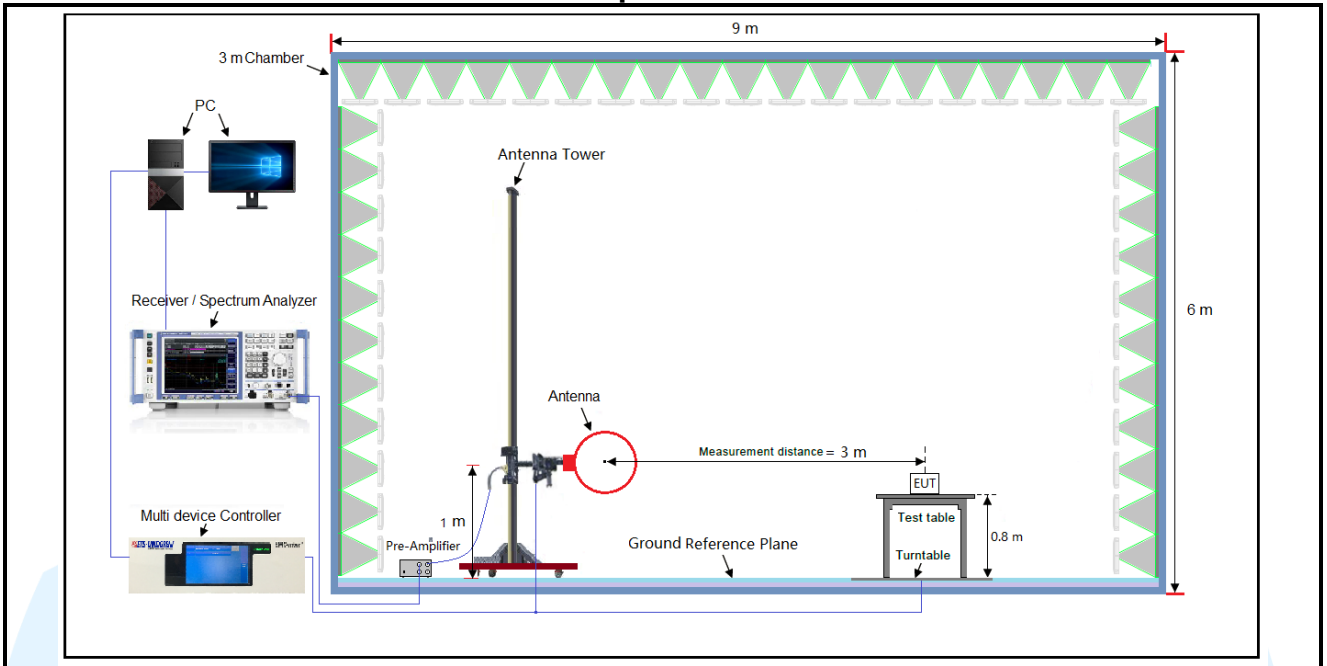 9 m
3 m Chamber
PC
Antenna Tower
Receiver / Spectrum Analyzer
6 m
Antenna
Measurement distance = 3 m
EUT
Multi device Controller
1 m
Test table
0.8 m
Pre-Amplifier
Ground Reference Plane
Turntable